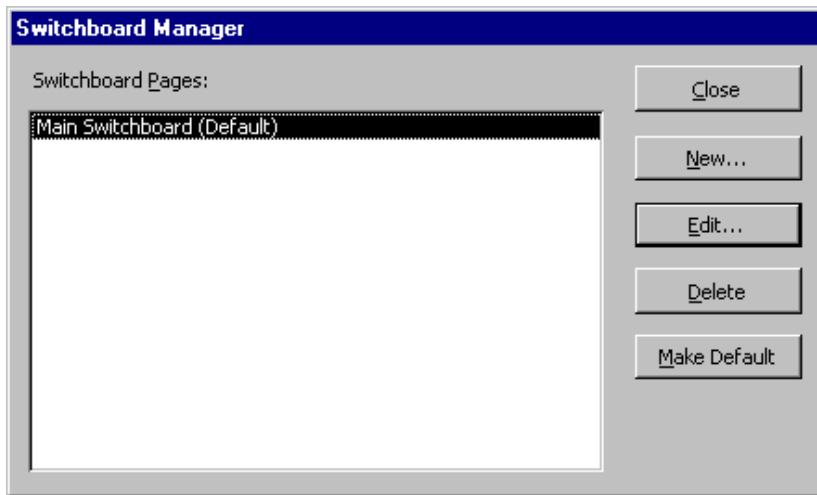 Switchboard Manager
Switchboard Pages:
Main Switchboard (Default)
Close
New...
Edit...
Delete
Make Default